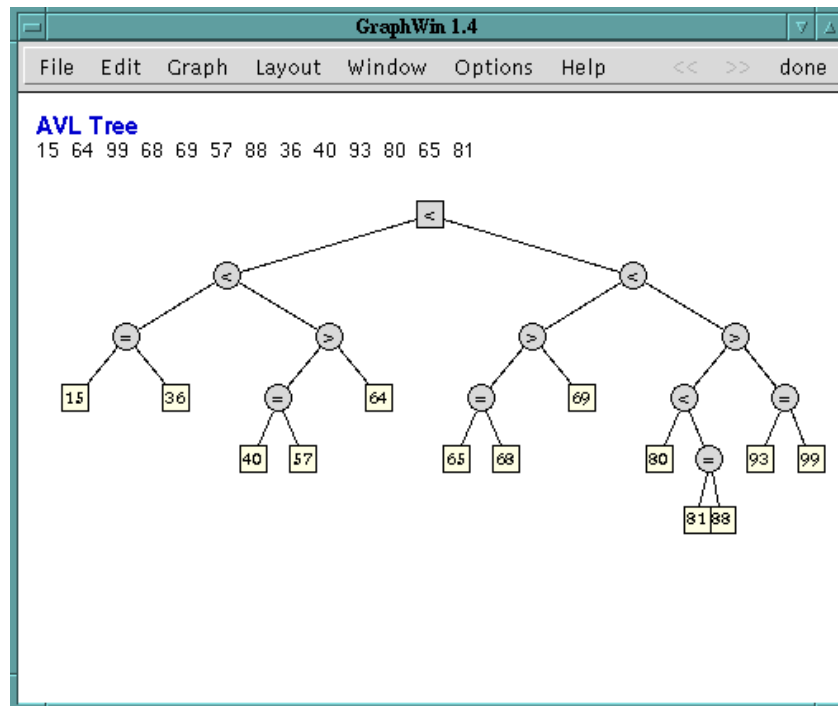 GraphWin 1.4
File Edit Graph Layout Window Options Help << >> done
AVL Tree
15 64 99 68 69 57 88 36 40 93 80 65 81
<
< <
= > > >
15 36 = 64 = 69 < =
40 57 65 68 80 = 93 99
81 88